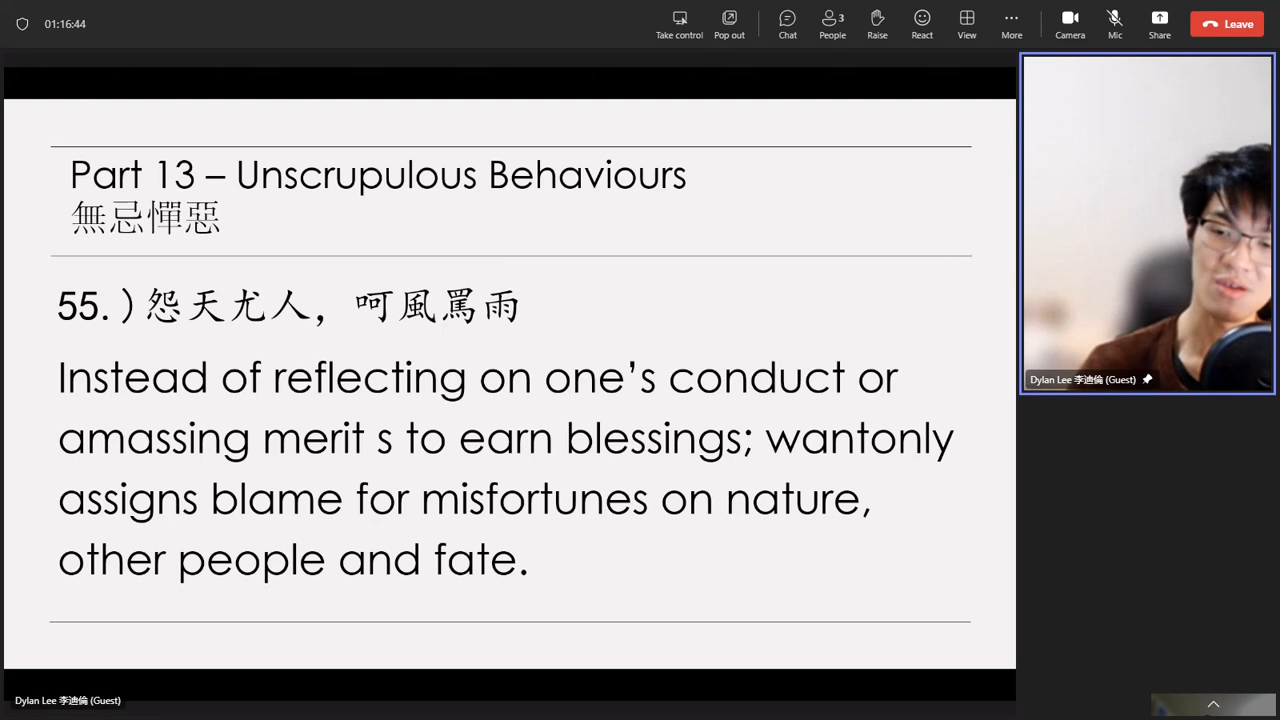 01:16:44
Take control
Pop out
Chat
3
People
Raise
React
View
More
Camera
Mic
Share
Leave
Part 13 – Unscrupulous Behaviours
無忌憚惡
55. ) 怨天尤人，呵風罵雨
Instead of reflecting on one’s conduct or
amassing merit s to earn blessings; wantonly
assigns blame for misfortunes on nature,
other people and fate.
Dylan Lee 李迪倫 (Guest)
Dylan Lee 李迪倫 (Guest)